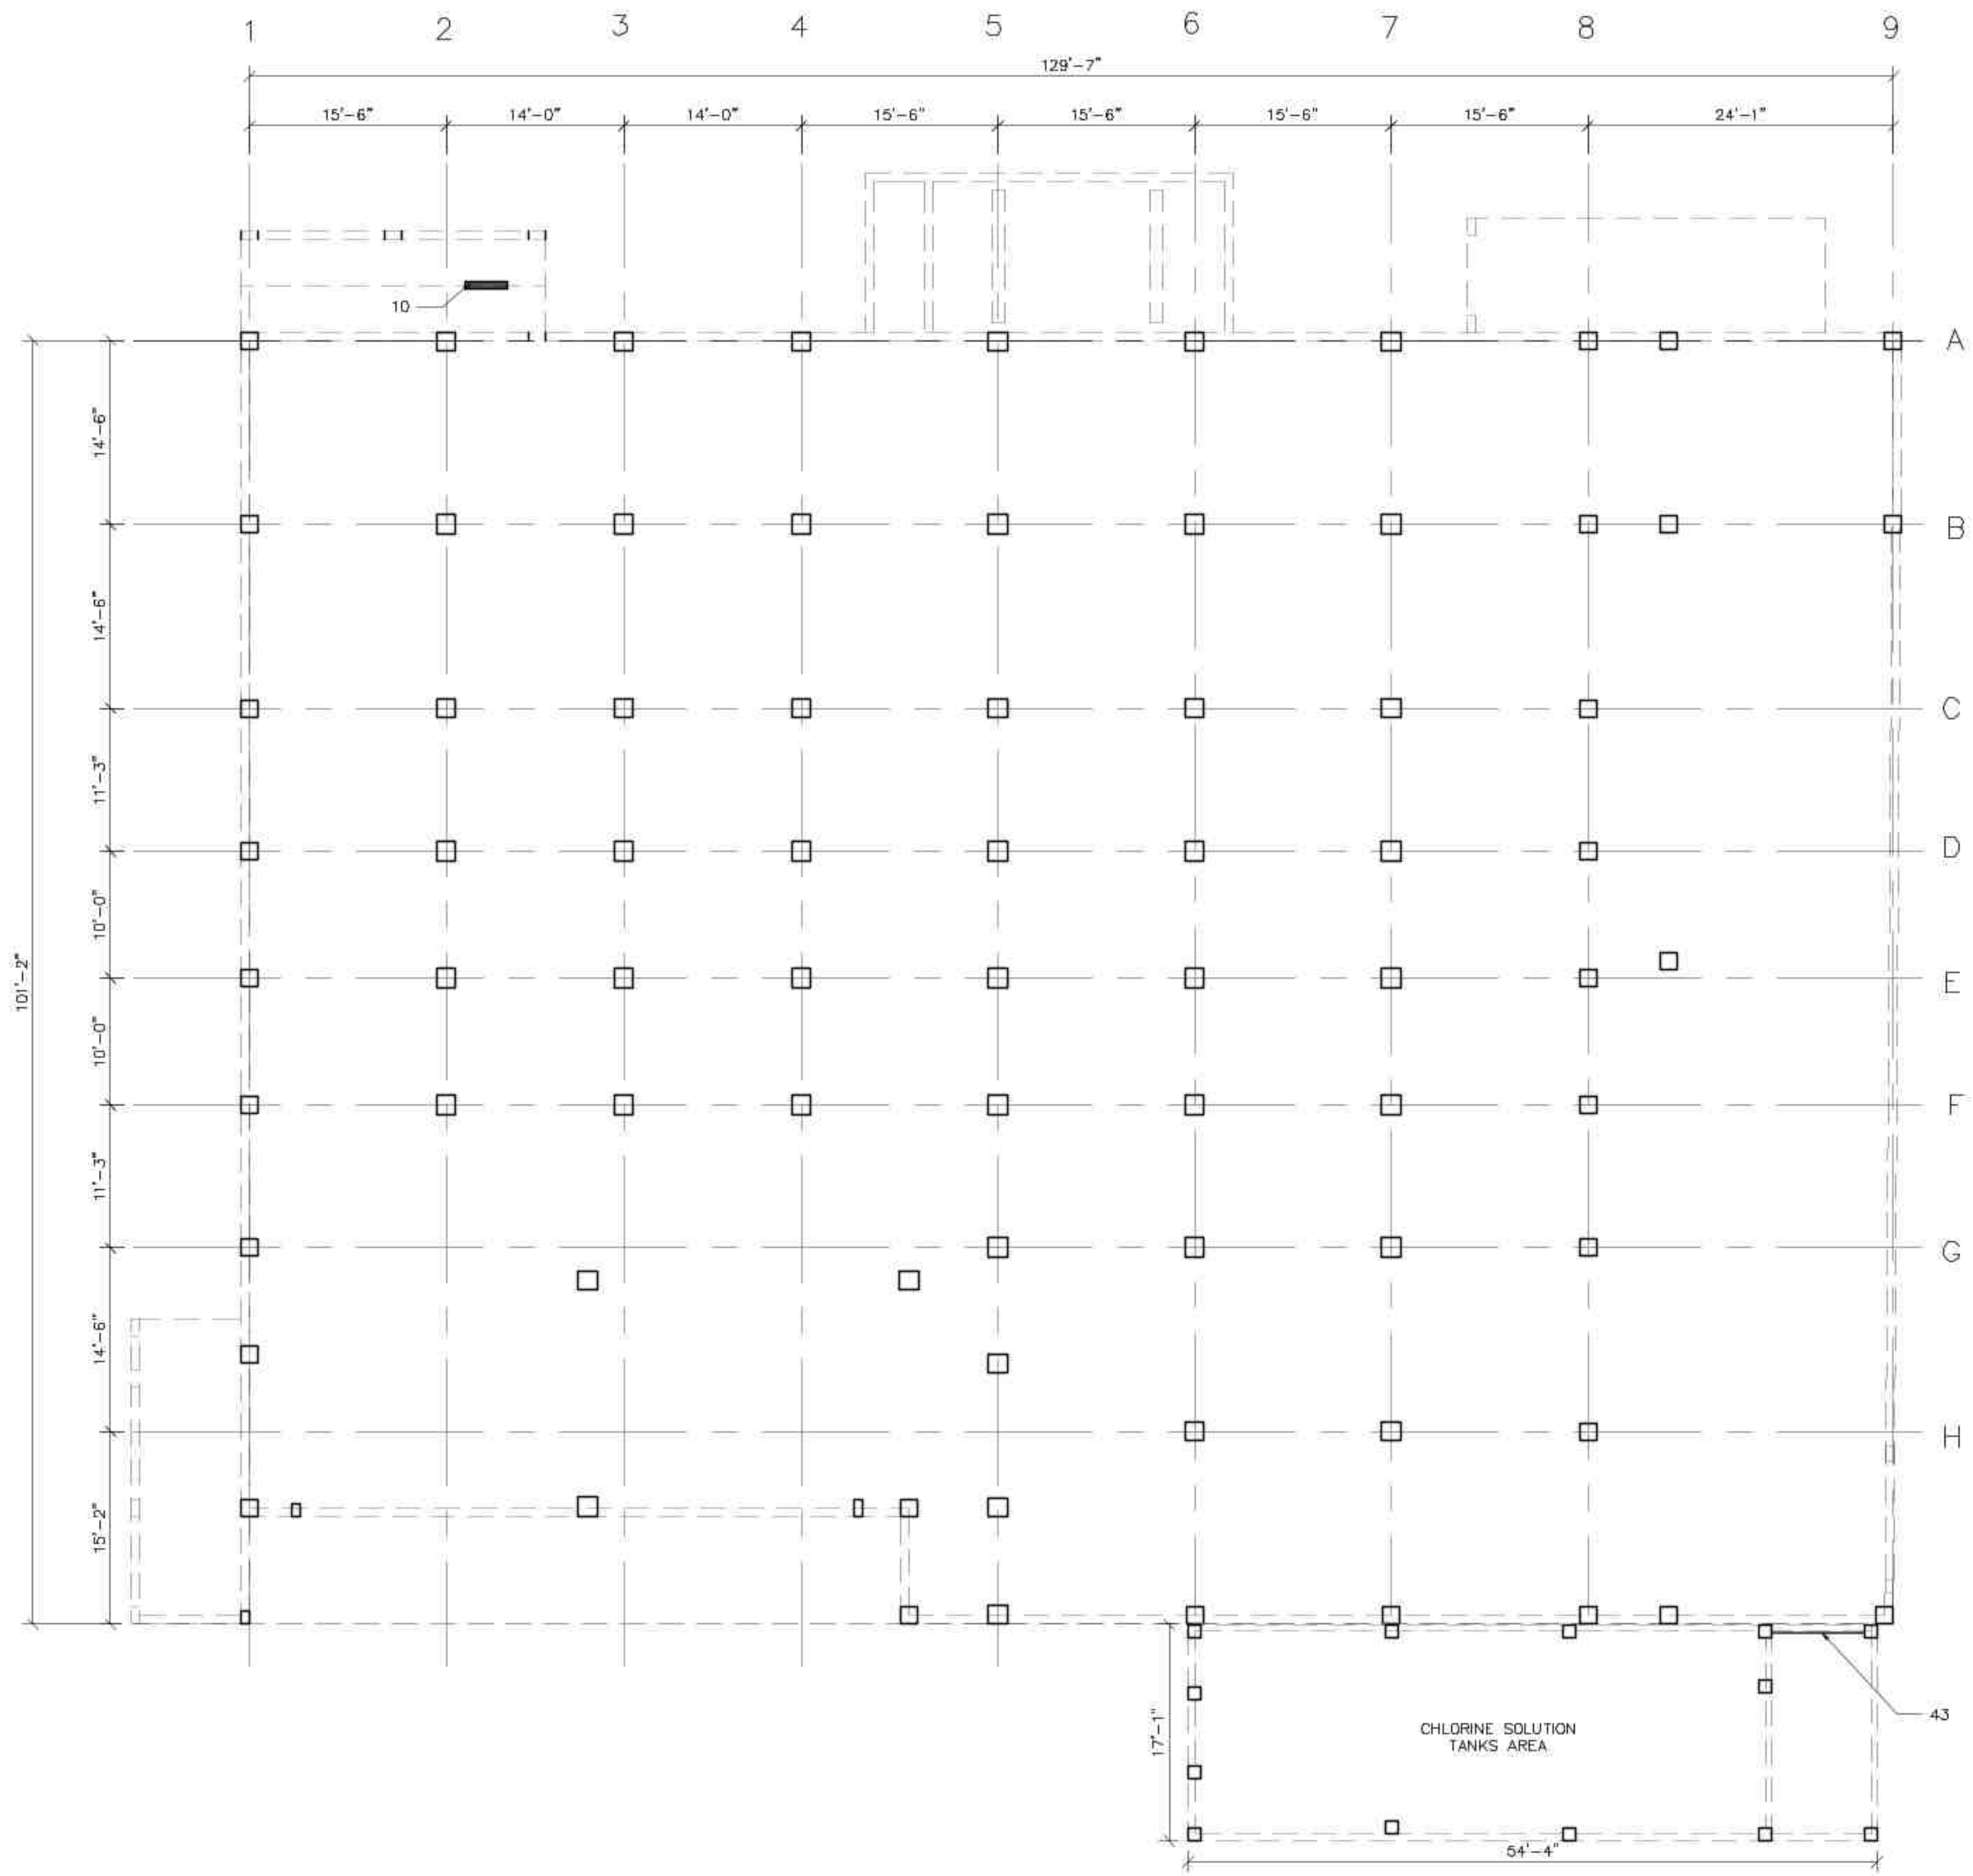 1 2 3 4 5 6 7 8 9
129'-7"
15'-6" 14'-0" 14'-0" 15'-6" 15'-6" 15'-6" 15'-6" 24'-1"
10
A
14'-6"
B
14'-6"
C
11'-3"
D
10'-0"
101'-2"
E
10'-0"
F
11'-3"
G
14'-6"
H
15'-2"
17'-1"
CHLORINE SOLUTION
TANKS AREA
43
54'-4"